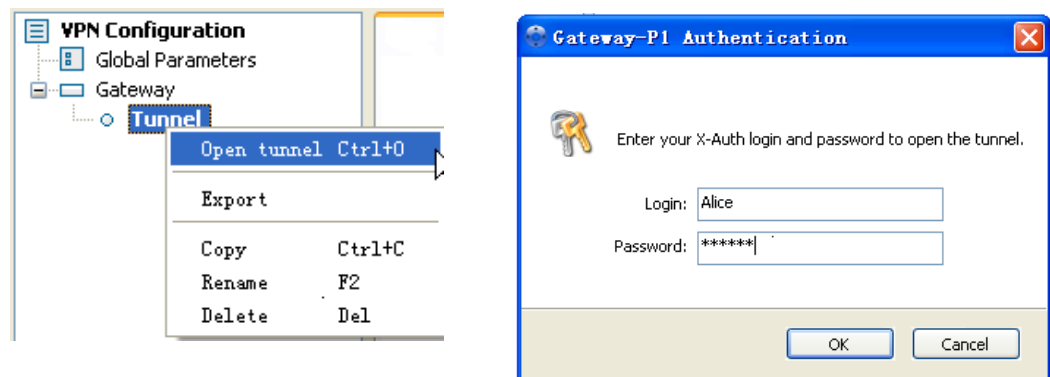 VPN Configuration
Global Parameters
Gateway
Tunnel
Open tunnel Ctrl+O
Export
Copy Ctrl+C
Rename F2
Delete Del
Gateway-P1 Authentication
Enter your X-Auth login and password to open the tunnel.
Login: Alice
Password: ******
OK Cancel